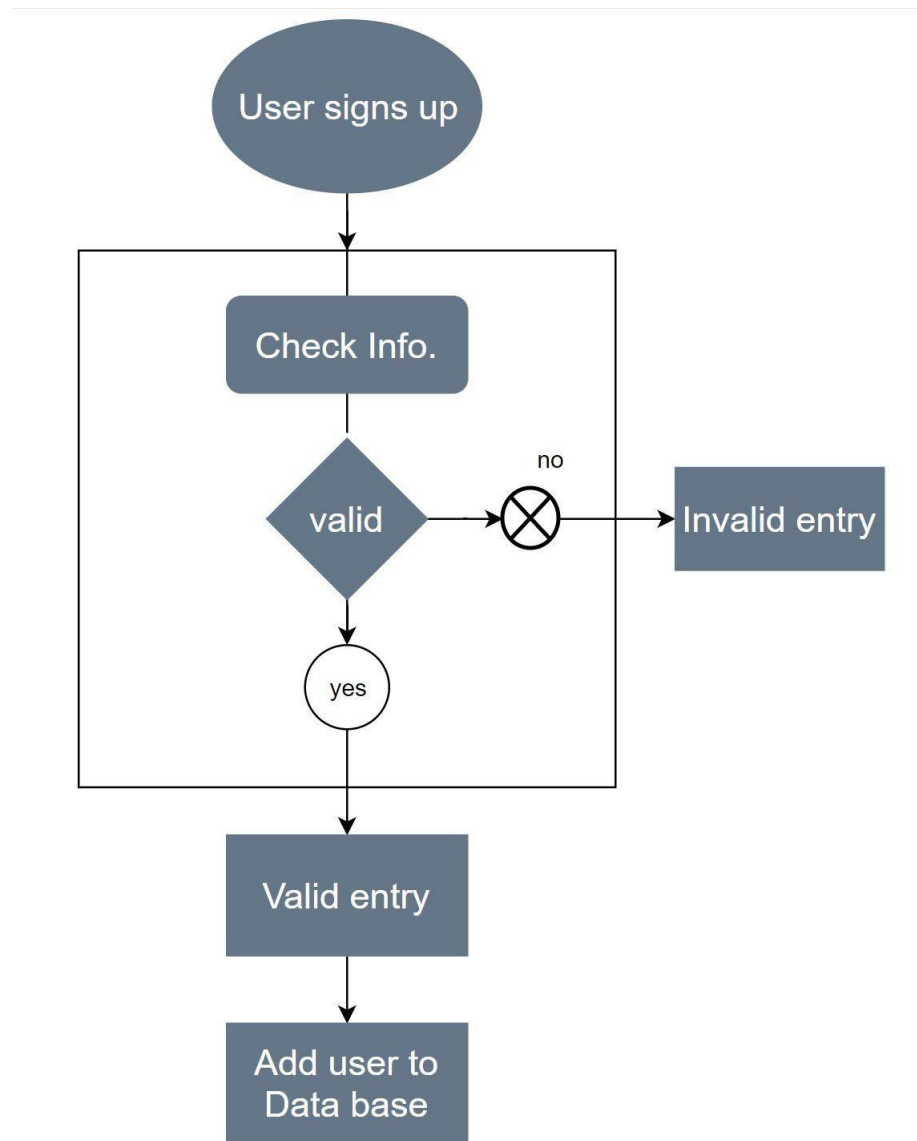 User signs up
Check Info.
no
valid
Invalid entry
yes
Valid entry
Add user to
Data base